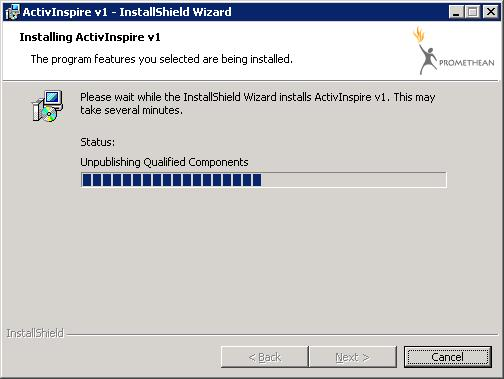 ActivInspire v1 - InstallShield Wizard
Installing ActivInspire v1
The program features you selected are being installed.
PROMETHEAN
Please wait while the InstallShield Wizard installs ActivInspire v1. This may
take several minutes.
Status:
Unpublishing Qualified Components
InstallShield
< Back
Next >
Cancel